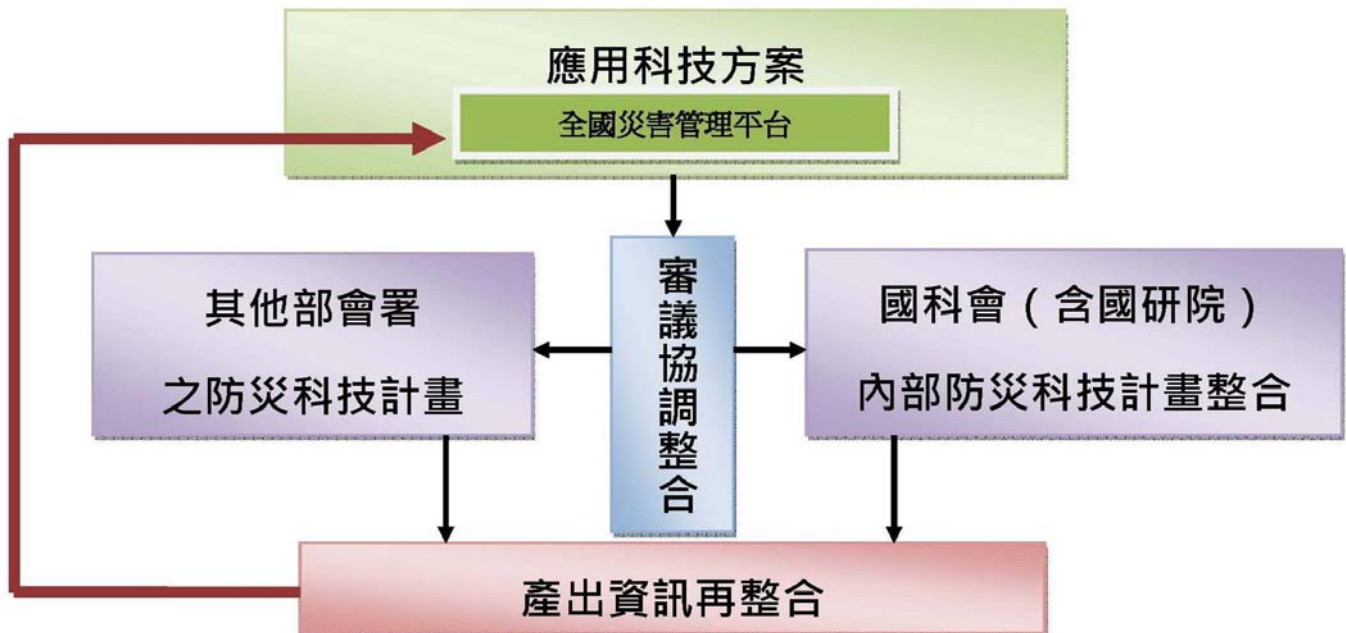 應用科技方案
全國災害管理平台
其他部會署
之防災科技計畫
審議協調整合
國科會（含國研院）
內部防災科技計畫整合
產出資訊再整合